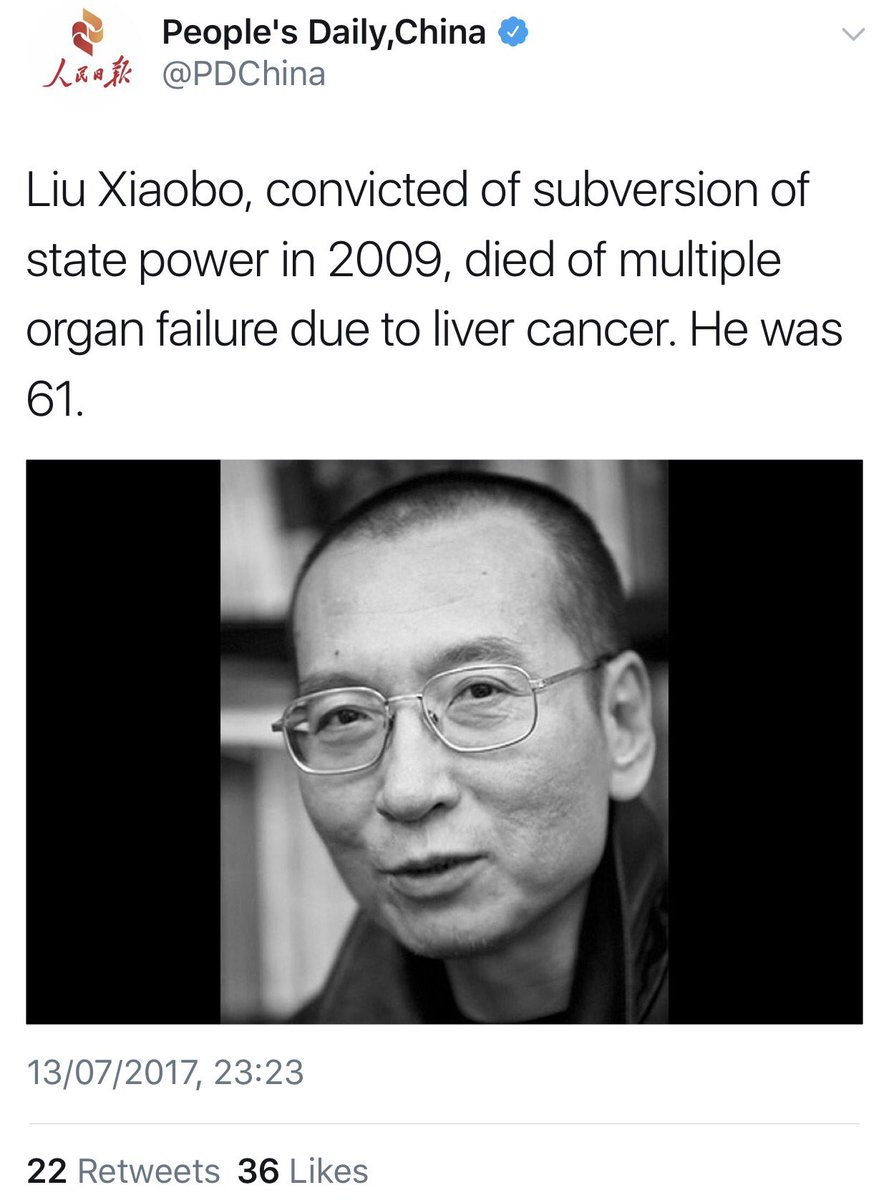 People's Daily,China
人民日报
@PDChina
Liu Xiaobo, convicted of subversion of
state power in 2009, died of multiple
organ failure due to liver cancer. He was
61.
13/07/2017, 23:23
22 Retweets 36 Likes